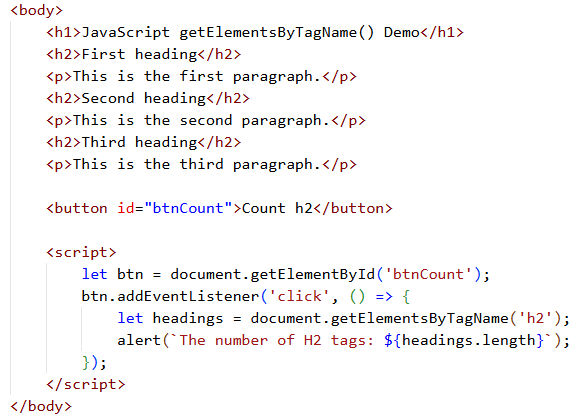 <body>
<h1>JavaScript getElementsByTagName() Demo</h1>
<h2>First heading</h2>
<p>This is the first paragraph.</p>
<h2>Second heading</h2>
<p>This is the second paragraph.</p>
<h2>Third heading</h2>
<p>This is the third paragraph.</p>
<button id="btnCount">Count h2</button>
<script>
let btn = document.getElementById('btnCount');
btn.addEventListener('click', () => {
let headings = document.getElementsByTagName('h2');
alert(`The number of H2 tags: ${headings.length}`);
});
</script>
</body>